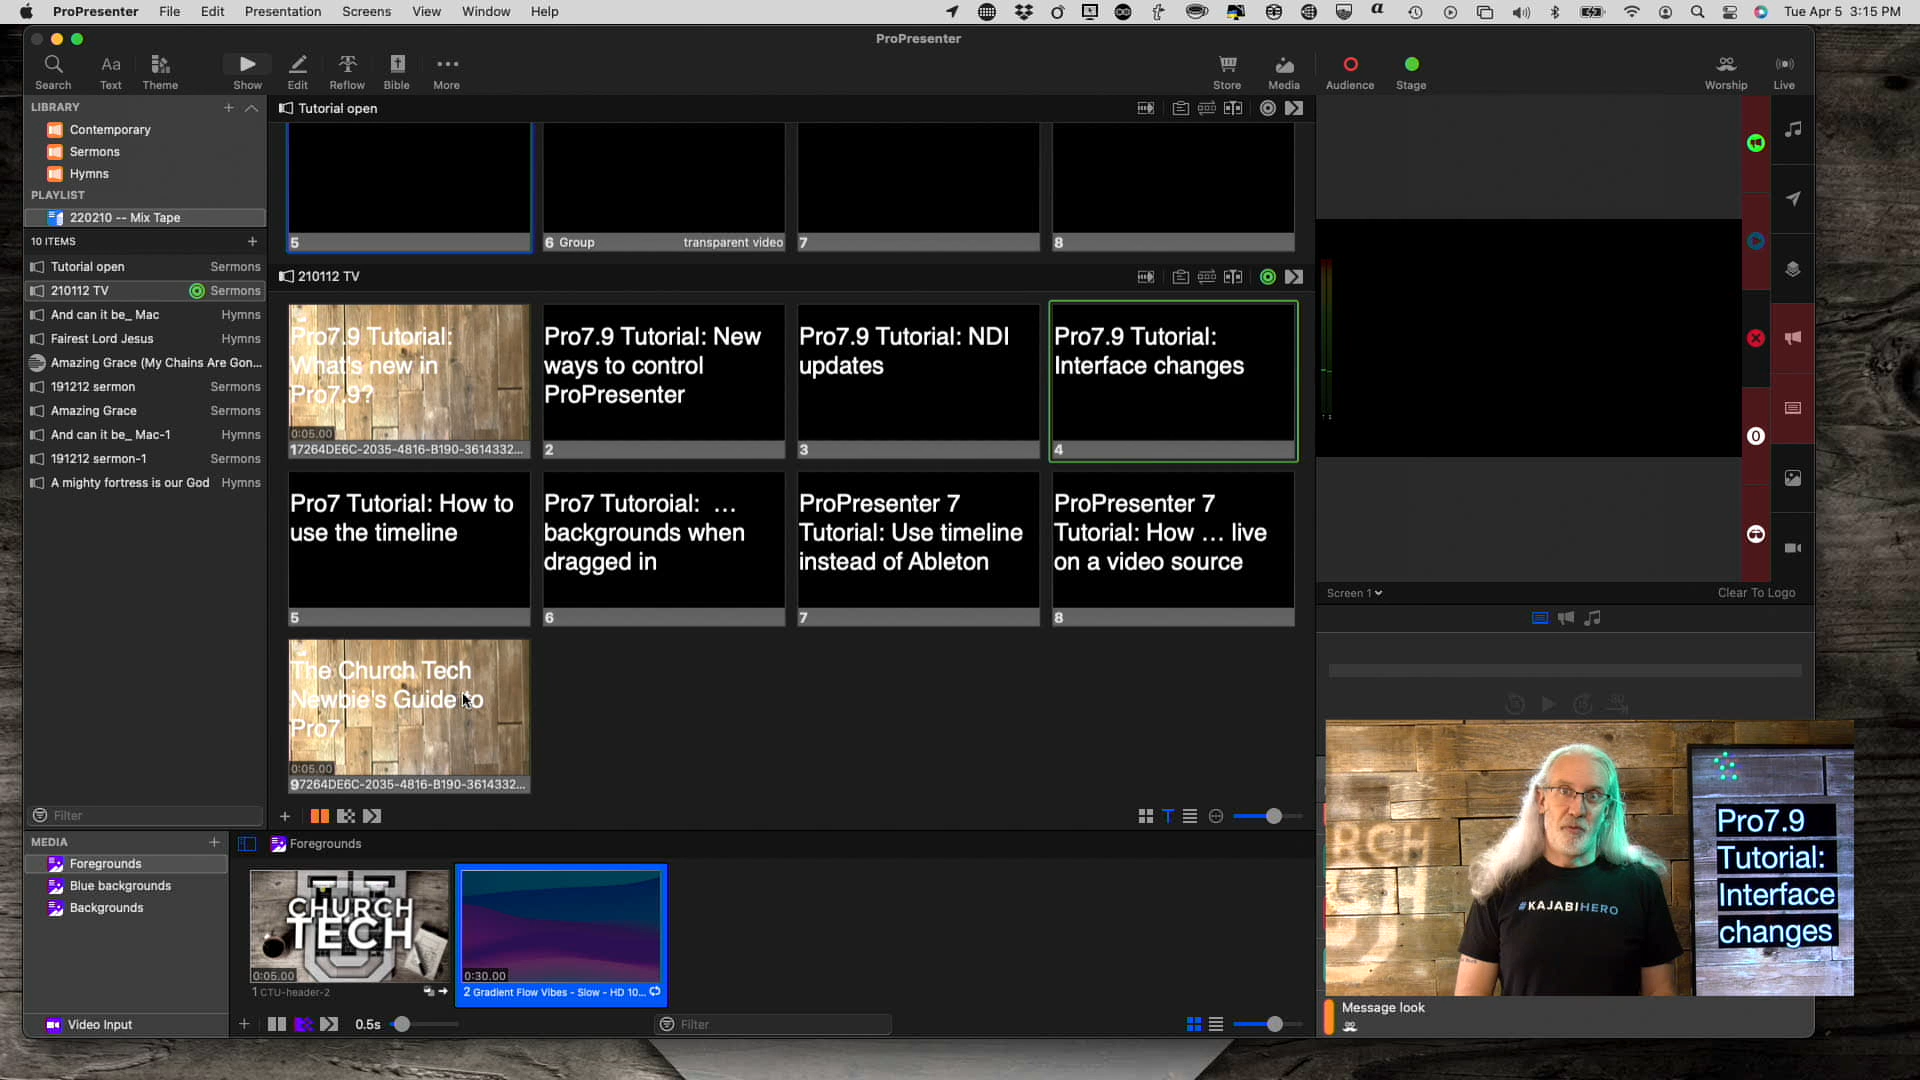 ProPresenter File Edit Presentation Screens View Window Help
Tue Apr 5 3:15 PM
ProPresenter
Search Text Theme Show Edit Reflow Bible More
Store Media Audience Stage Worship Live
LIBRARY
Contemporary
Sermons
Hymns
PLAYLIST
220210 -- Mix Tape
10 ITEMS
Tutorial open Sermons
210112 TV Sermons
And can it be_ Mac Hymns
Fairest Lord Jesus Hymns
Amazing Grace (My Chains Are Gon...
191212 sermon Sermons
Amazing Grace Sermons
And can it be_ Mac-1 Hymns
191212 sermon-1 Sermons
A mighty fortress is our God Hymns
Filter
Tutorial open
5
6 Group transparent video
7
8
210112 TV
Pro7.9 Tutorial:
What's new in
Pro7.9?
0:05.00
1 7264DE6C-2035-4816-B190-3614332...
Pro7.9 Tutorial: New
ways to control
ProPresenter
2
Pro7.9 Tutorial: NDI
updates
3
Pro7.9 Tutorial:
Interface changes
4
Pro7 Tutorial: How to
use the timeline
5
Pro7 Tutoroial: ...
backgrounds when
dragged in
6
ProPresenter 7
Tutorial: Use timeline
instead of Ableton
7
ProPresenter 7
Tutorial: How ... live
on a video source
8
The Church Tech
Newbie's Guide to
Pro7
0:05.00
9 7264DE6C-2035-4816-B190-3614332...
Screen 1
Clear To Logo
MEDIA
Foregrounds
Blue backgrounds
Backgrounds
Video Input
Foregrounds
CHURCH
TECH
0:05.00
1 CTU-header-2
0:30.00
2 Gradient Flow Vibes - Slow - HD 10...
0.5s
Filter
#KAJABIHERO
Pro7.9
Tutorial:
Interface
changes
Message look